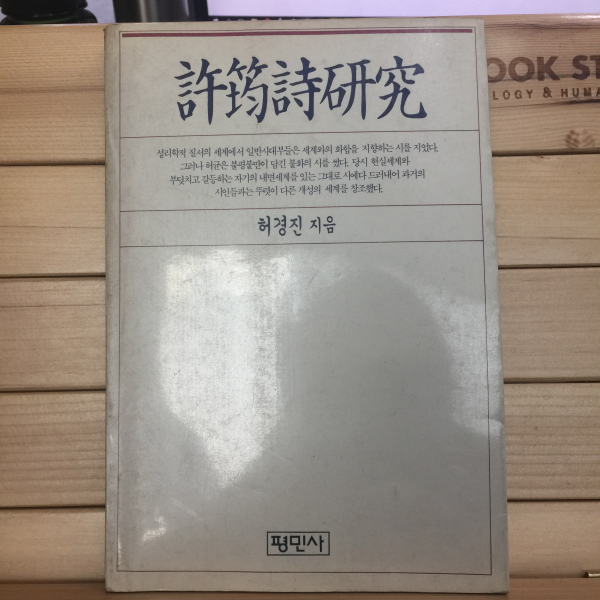 許筠詩硏究
성리학적 질서의 세계에서 일반사대부들은 세계와의 화합을 지향하는 시를 지었다.
그러나 허균은 불평불만이 담긴 불화의 시를 썼다. 당시 현실세계와
부딪치고 갈등하는 자기의 내면세계를 있는 그대로 시에다 드러내어 과거의
시인들과는 뚜렷이 다른 개성의 세계를 창조했다.
허경진 지음
평민사
OOK ST
LOGY & HUMA